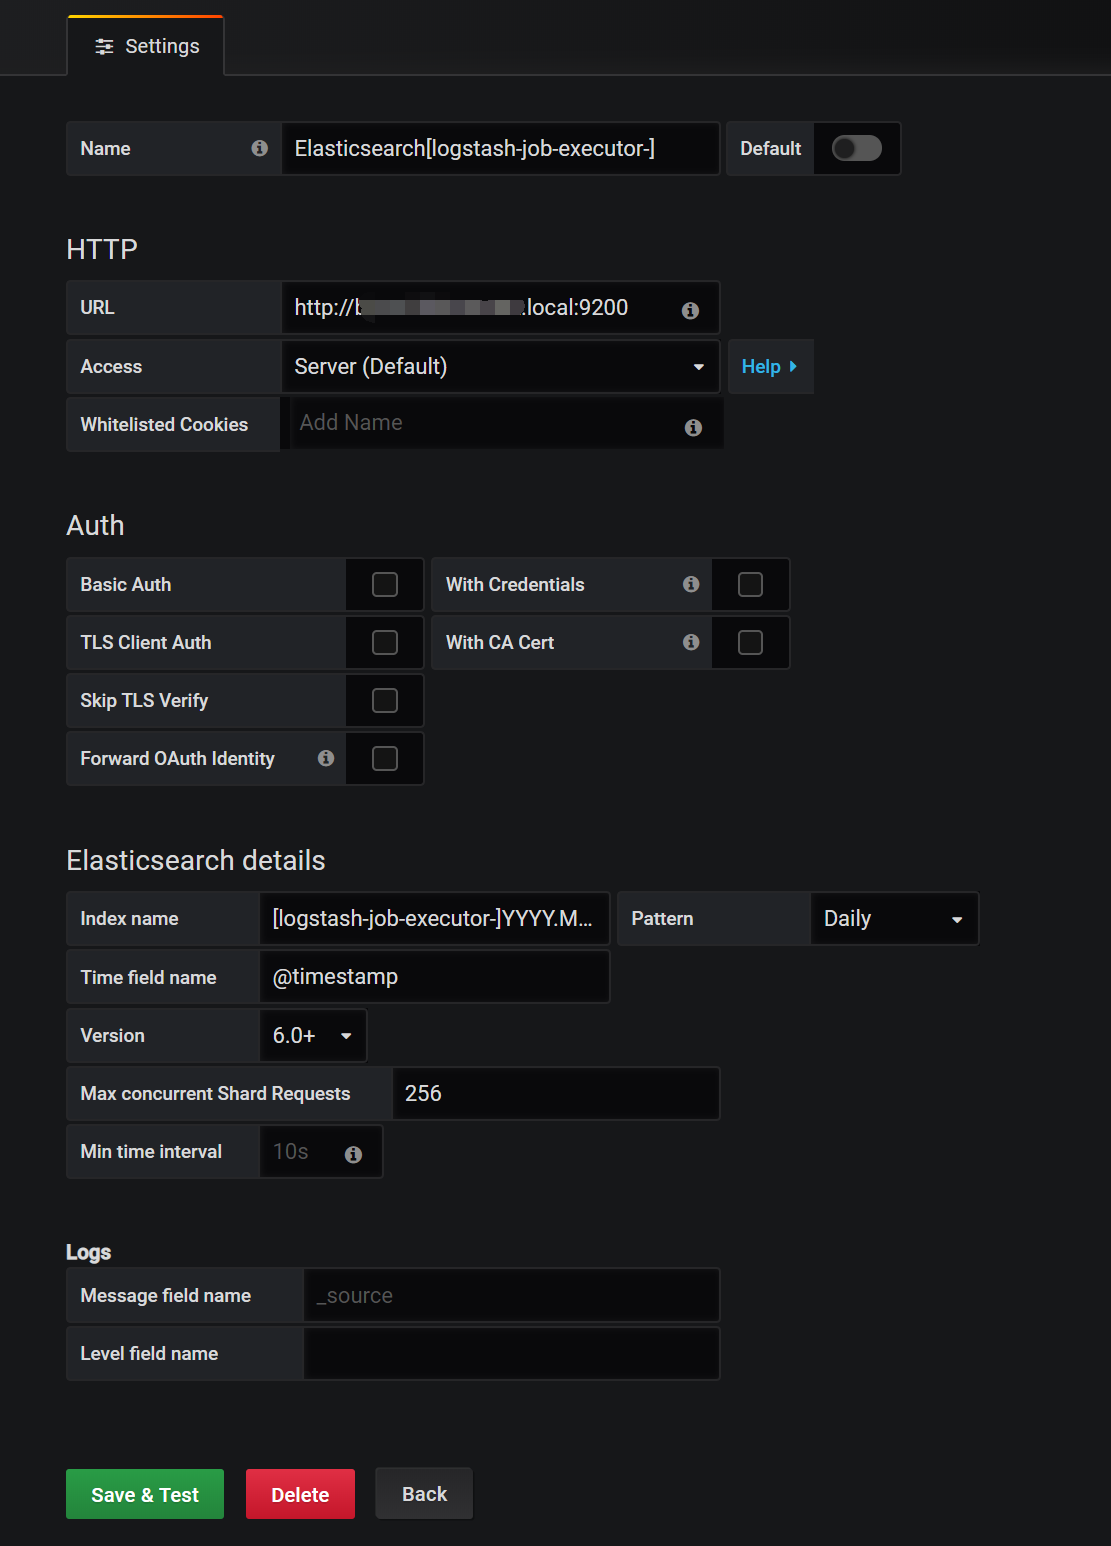 Settings
Name Elasticsearch[logstash-job-executor-] Default
HTTP
URL http:// .local:9200
Access Server (Default) Help
Whitelisted Cookies Add Name
Auth
Basic Auth With Credentials
TLS Client Auth With CA Cert
Skip TLS Verify
Forward OAuth Identity
Elasticsearch details
Index name [logstash-job-executor-]YYYY.M... Pattern Daily
Time field name @timestamp
Version 6.0+
Max concurrent Shard Requests 256
Min time interval 10s
Logs
Message field name _source
Level field name
Save & Test Delete Back